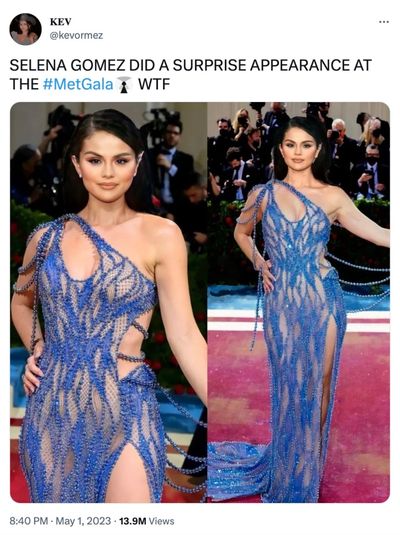 KEV
@kevormez
SELENA GOMEZ DID A SURPRISE APPEARANCE AT
THE #MetGala WTF
8:40 PM · May 1, 2023 · 13.9M Views